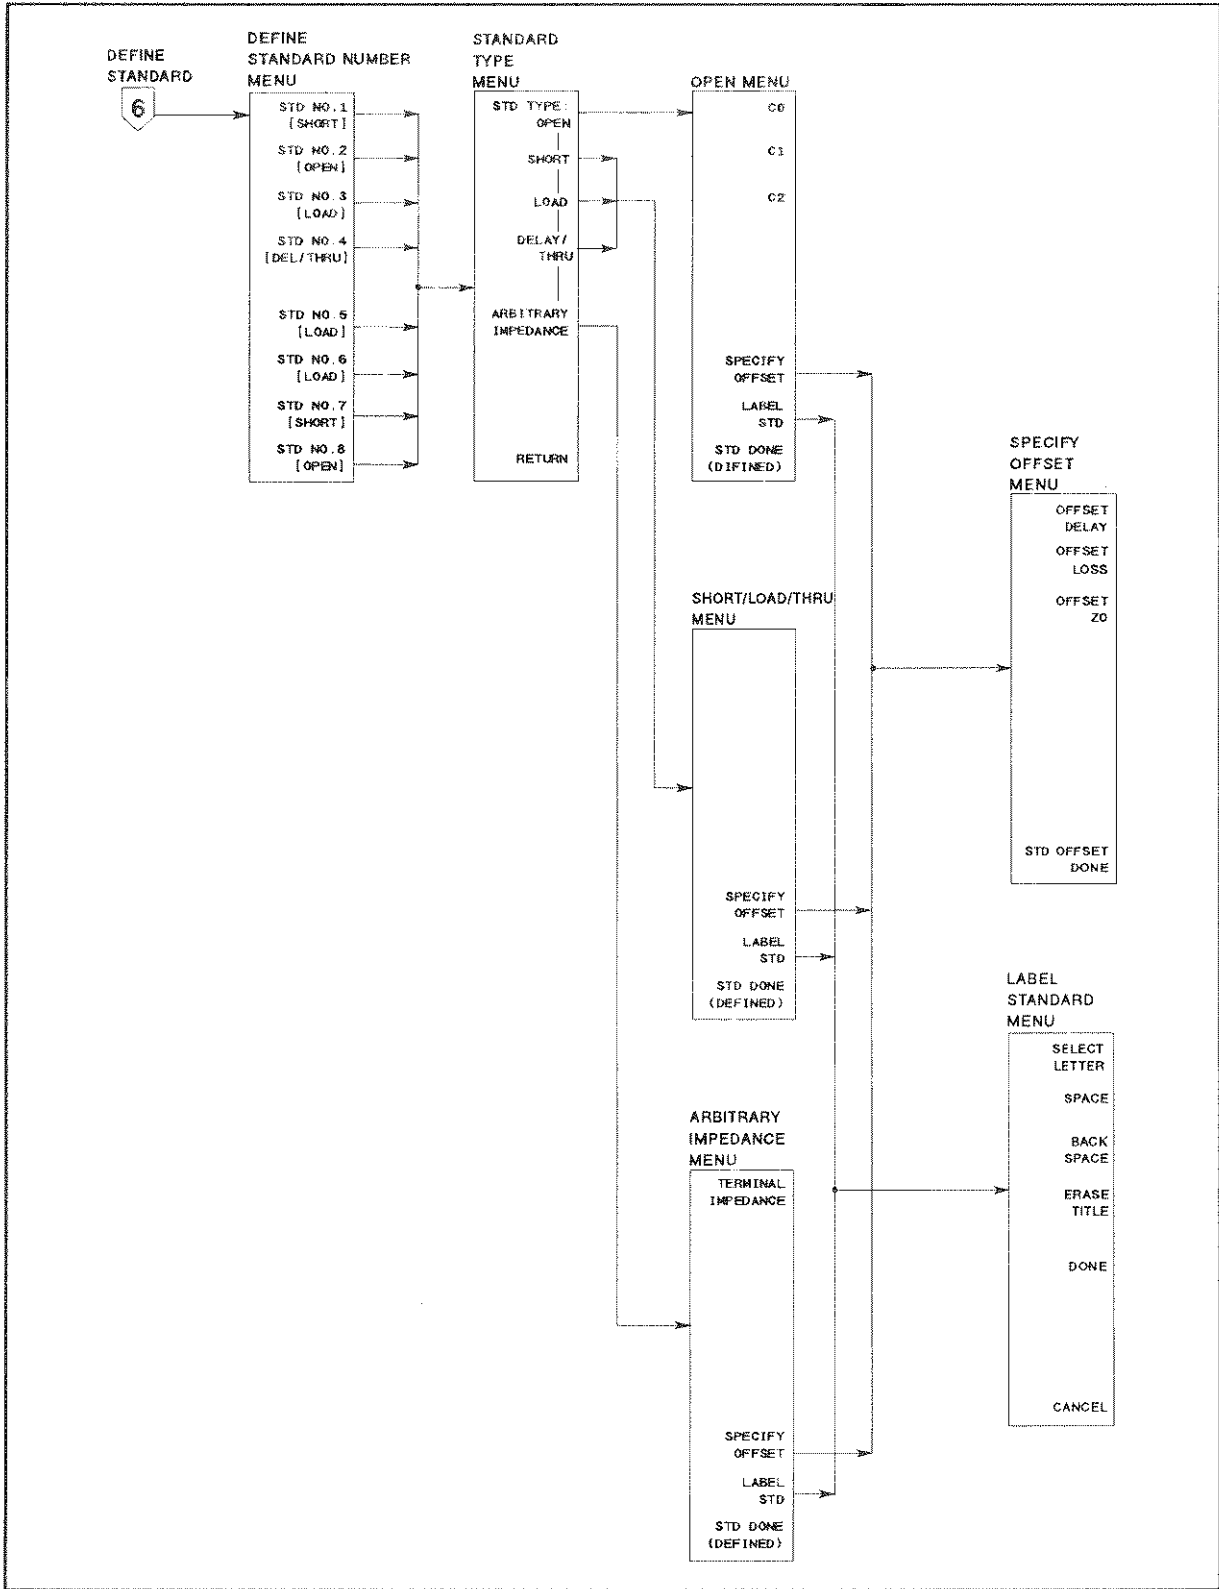 DEFINE
STANDARD
6
DEFINE
STANDARD NUMBER
MENU
STD NO.1
[SHORT]
STD NO.2
[OPEN]
STD NO.3
[LOAD]
STD NO.4
[DEL/THRU]
STD NO.5
[LOAD]
STD NO.6
[LOAD]
STD NO.7
[SHORT]
STD NO.8
[OPEN]
STANDARD
TYPE
MENU
STD TYPE:
OPEN
SHORT
LOAD
DELAY/
THRU
ARBITRARY
IMPEDANCE
RETURN
OPEN MENU
C0
C1
C2
SPECIFY
OFFSET
LABEL
STD
STD DONE
(DIFINED)
SHORT/LOAD/THRU
MENU
SPECIFY
OFFSET
LABEL
STD
STD DONE
(DEFINED)
ARBITRARY
IMPEDANCE
MENU
TERMINAL
IMPEDANCE
SPECIFY
OFFSET
LABEL
STD
STD DONE
(DEFINED)
SPECIFY
OFFSET
MENU
OFFSET
DELAY
OFFSET
LOSS
OFFSET
Z0
STD OFFSET
DONE
LABEL
STANDARD
MENU
SELECT
LETTER
SPACE
BACK
SPACE
ERASE
TITLE
DONE
CANCEL